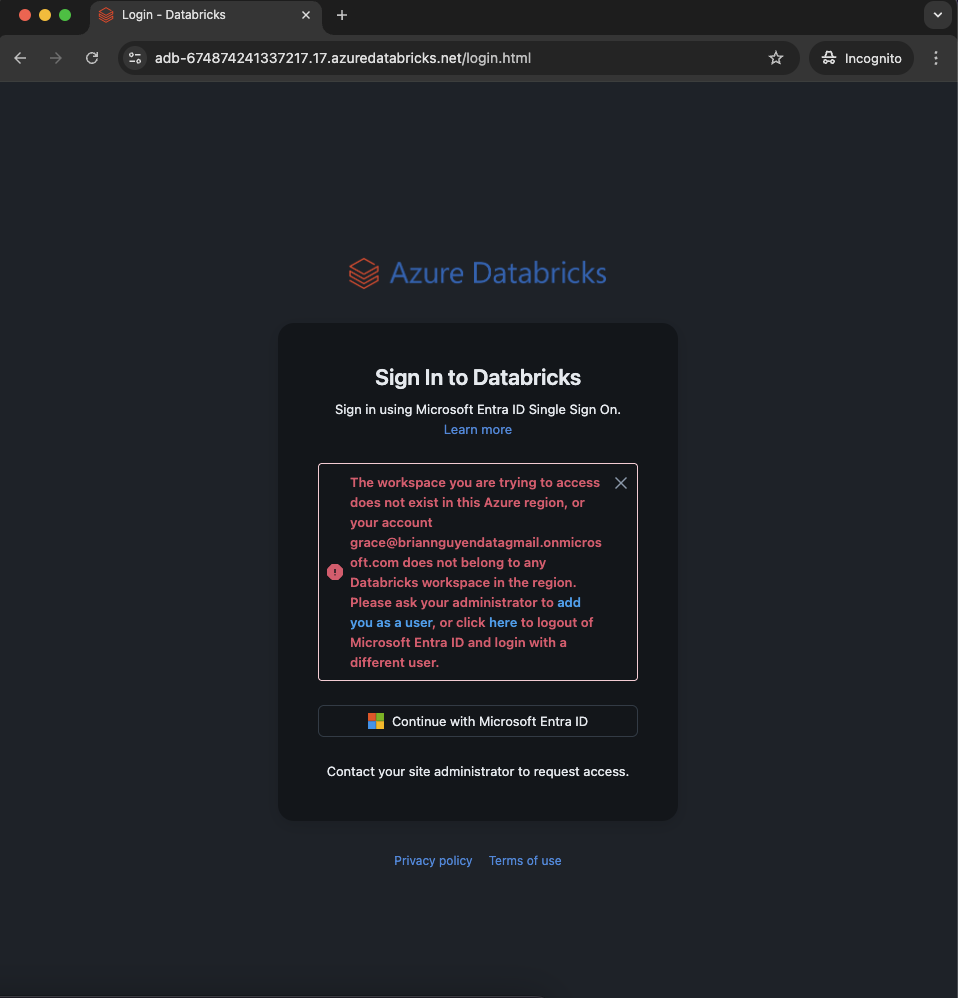 Login - Databricks
adb-674874241337217.17.azuredatabricks.net/login.html
Incognito
Azure Databricks
Sign In to Databricks
Sign in using Microsoft Entra ID Single Sign On.
Learn more
The workspace you are trying to access
does not exist in this Azure region, or
your account
grace@briannguyendatagmail.onmicros
oft.com does not belong to any
Databricks workspace in the region.
Please ask your administrator to add
you as a user, or click here to logout of
Microsoft Entra ID and login with a
different user.
Continue with Microsoft Entra ID
Contact your site administrator to request access.
Privacy policy Terms of use